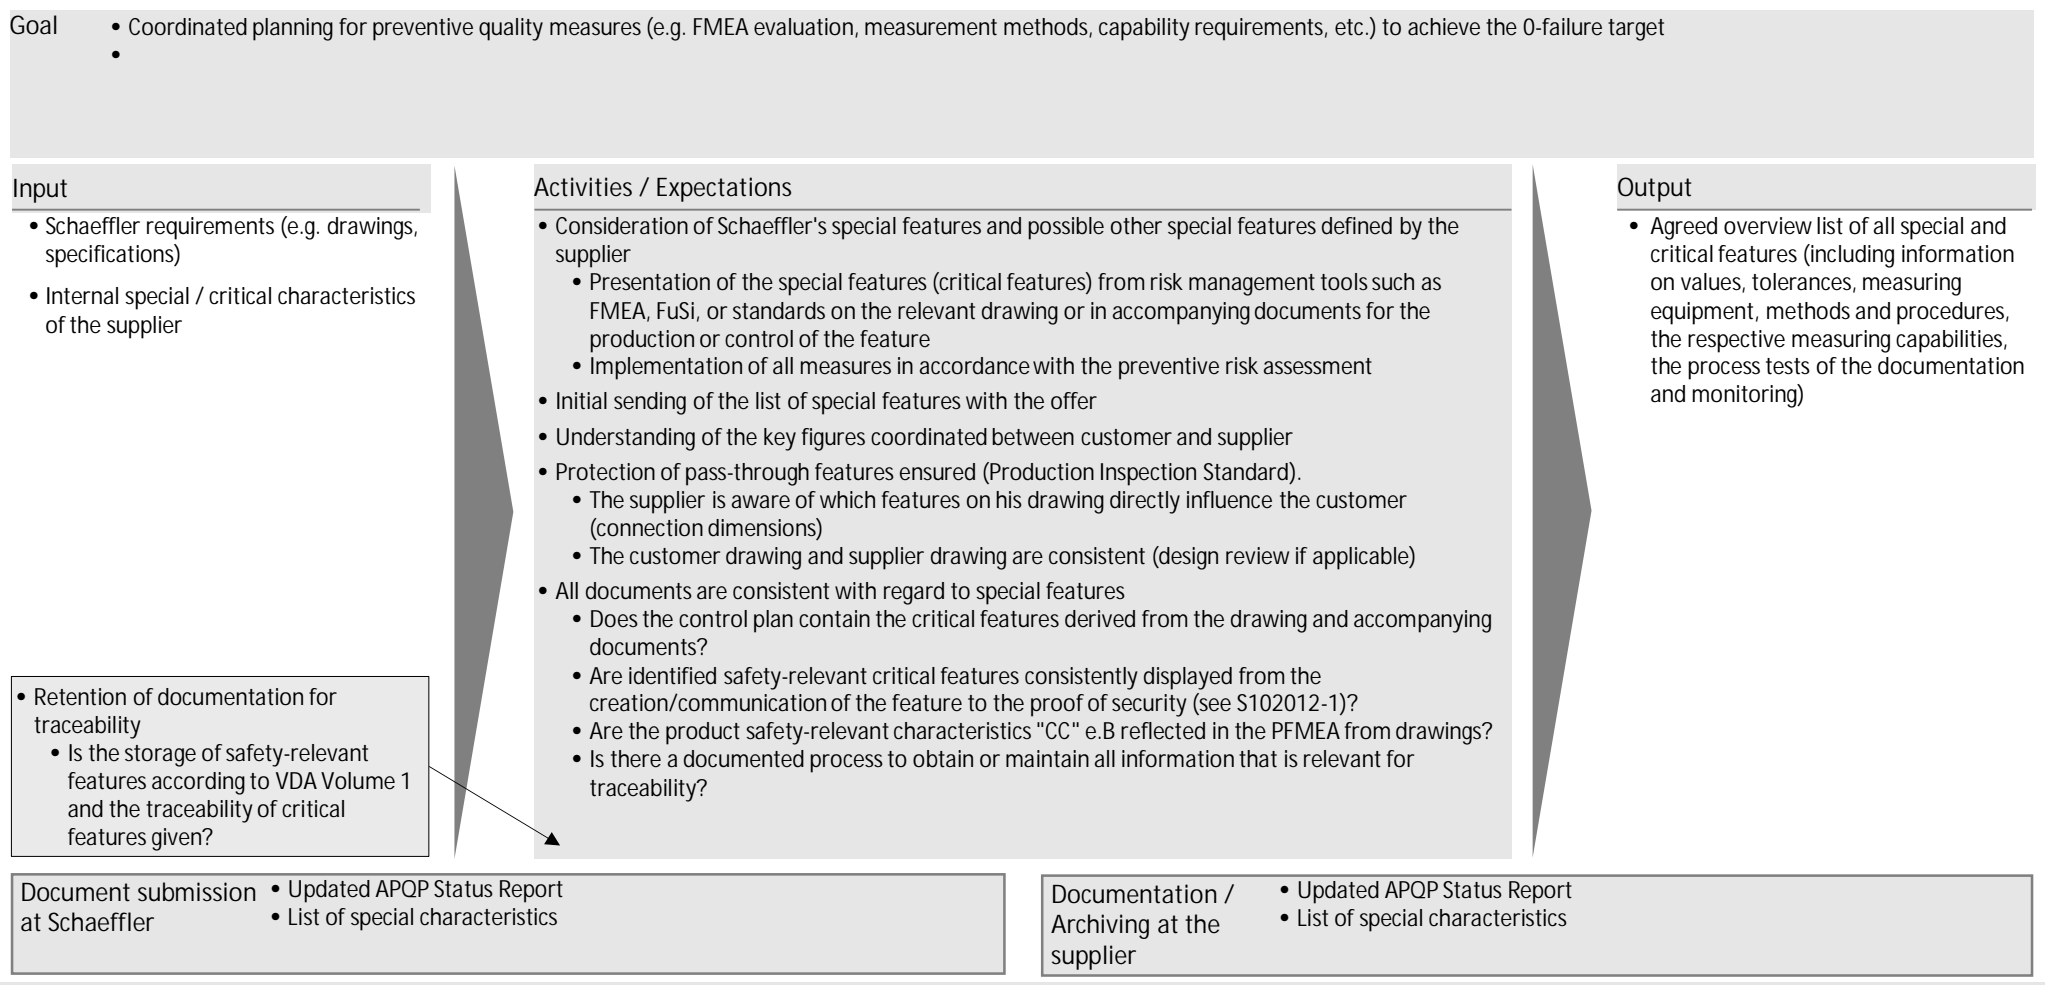 Goal
• Coordinated planning for preventive quality measures (e.g. FMEA evaluation, measurement methods, capability requirements, etc.) to achieve the 0-failure target
•
Input
• Schaeffler requirements (e.g. drawings,
specifications)
• Internal special / critical characteristics
of the supplier
• Retention of documentation for
traceability
• Is the storage of safety-relevant
features according to VDA Volume 1
and the traceability of critical
features given?
Activities / Expectations
• Consideration of Schaeffler's special features and possible other special features defined by the
supplier
• Presentation of the special features (critical features) from risk management tools such as
FMEA, FuSi, or standards on the relevant drawing or in accompanying documents for the
production or control of the feature
• Implementation of all measures in accordance with the preventive risk assessment
• Initial sending of the list of special features with the offer
• Understanding of the key figures coordinated between customer and supplier
• Protection of pass-through features ensured (Production Inspection Standard).
• The supplier is aware of which features on his drawing directly influence the customer
(connection dimensions)
• The customer drawing and supplier drawing are consistent (design review if applicable)
• All documents are consistent with regard to special features
• Does the control plan contain the critical features derived from the drawing and accompanying
documents?
• Are identified safety-relevant critical features consistently displayed from the
creation/communication of the feature to the proof of security (see S102012-1)?
• Are the product safety-relevant characteristics "CC" e.B reflected in the PFMEA from drawings?
• Is there a documented process to obtain or maintain all information that is relevant for
traceability?
Output
• Agreed overview list of all special and
critical features (including information
on values, tolerances, measuring
equipment, methods and procedures,
the respective measuring capabilities,
the process tests of the documentation
and monitoring)
Document submission
at Schaeffler
• Updated APQP Status Report
• List of special characteristics
Documentation /
Archiving at the
supplier
• Updated APQP Status Report
• List of special characteristics